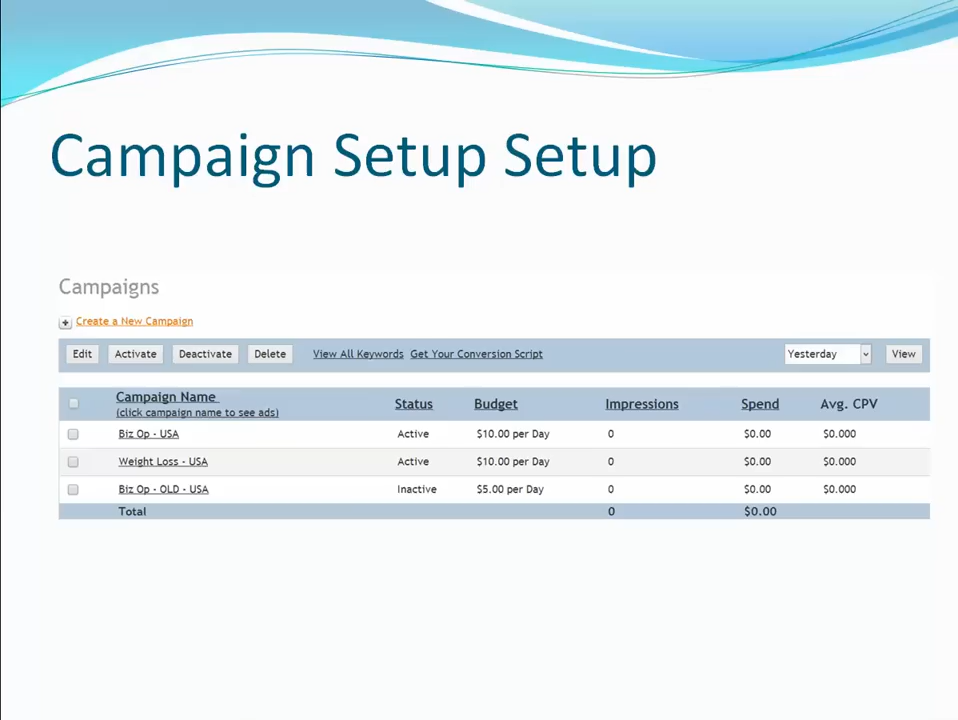 Campaign Setup Setup
Campaigns
Create a New Campaign
Edit Activate Deactivate Delete View All Keywords Get Your Conversion Script Yesterday View
Campaign Name Status Budget Impressions Spend Avg. CPV
(click campaign name to see ads)
Biz Op - USA Active $10.00 per Day 0 $0.00 $0.000
Weight Loss - USA Active $10.00 per Day 0 $0.00 $0.000
Biz Op - OLD - USA Inactive $5.00 per Day 0 $0.00 $0.000
Total 0 $0.00